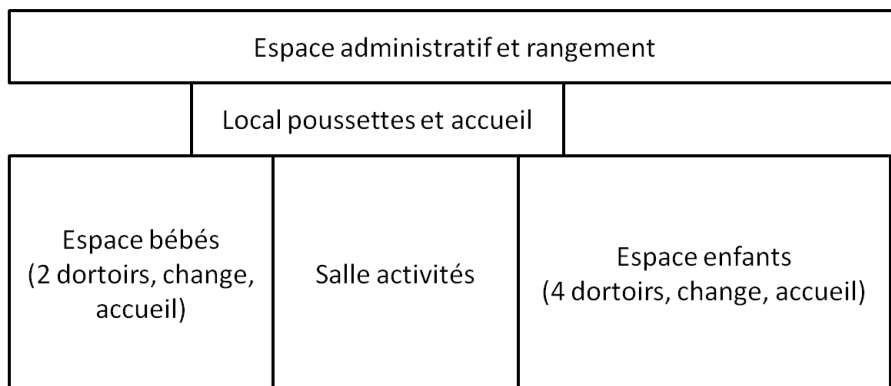 Espace administratif et rangement
Local poussettes et accueil
Espace bébés
(2 dortoirs, change,
accueil)
Salle activités
Espace enfants
(4 dortoirs, change, accueil)